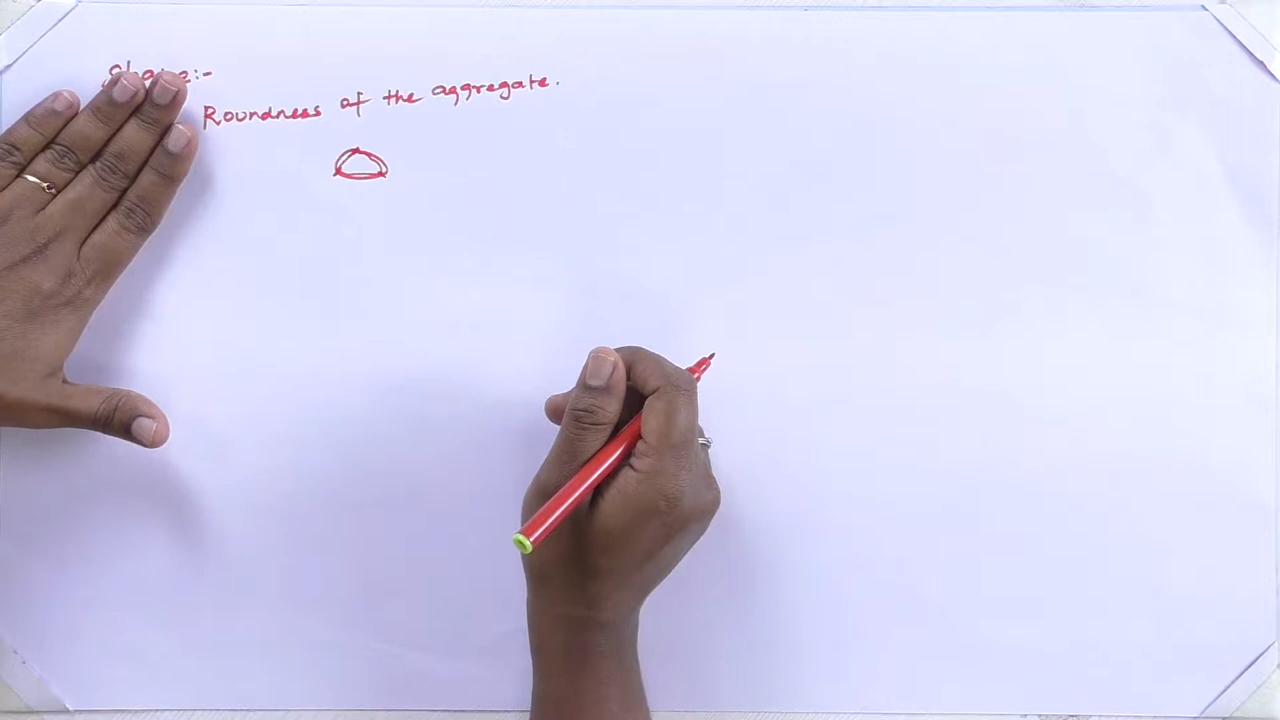 Shape:-
Roundness of the aggregate.